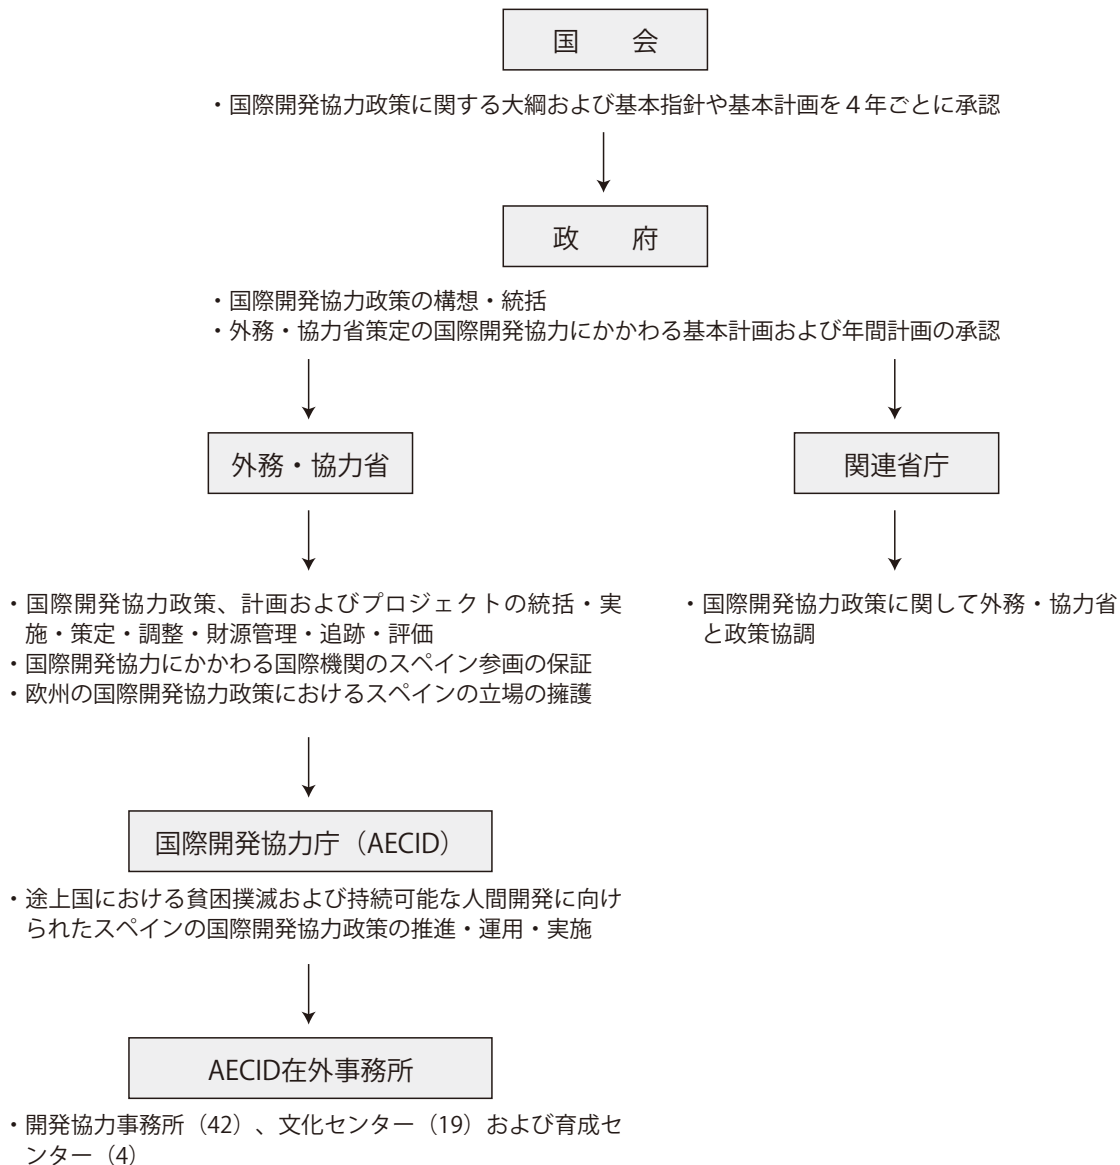 国　会
・国際開発協力政策に関する大綱および基本指針や基本計画を４年ごとに承認
政　府
・国際開発協力政策の構想・統括
・外務・協力省策定の国際開発協力にかかわる基本計画および年間計画の承認
外務・協力省
関連省庁
・国際開発協力政策、計画およびプロジェクトの統括・実
施・策定・調整・財源管理・追跡・評価
・国際開発協力にかかわる国際機関のスペイン参画の保証
・欧州の国際開発協力政策におけるスペインの立場の擁護
・国際開発協力政策に関して外務・協力省
と政策協調
国際開発協力庁（AECID）
・途上国における貧困撲滅および持続可能な人間開発に向け
られたスペインの国際開発協力政策の推進・運用・実施
AECID在外事務所
・開発協力事務所（42）、文化センター（19）および育成セ
ンター（4）